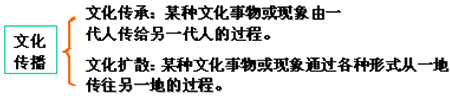 文化
传播
文化传承：某种文化事物或现象由一
代人传给另一代人的过程。
文化扩散：某种文化事物或现象通过各种形式从一地
传往另一地的过程。